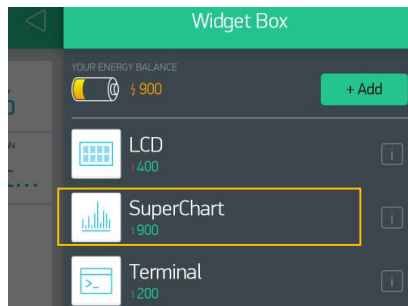 Widget Box
YOUR ENERGY BALANCE
900
+ Add
LCD
400
SuperChart
900
Terminal
200